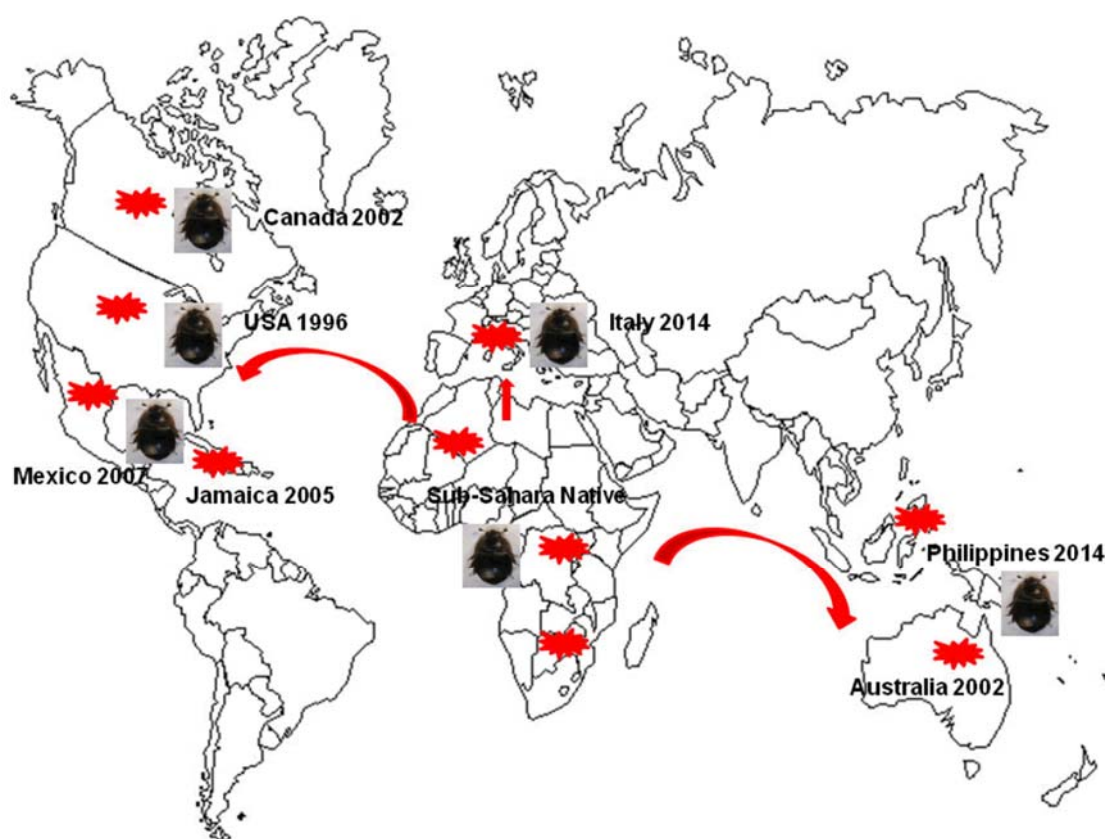 Canada 2002
USA 1996
Italy 2014
Mexico 2007
Jamaica 2005
Sub-Sahara Native
Philippines 2014
Australia 2002